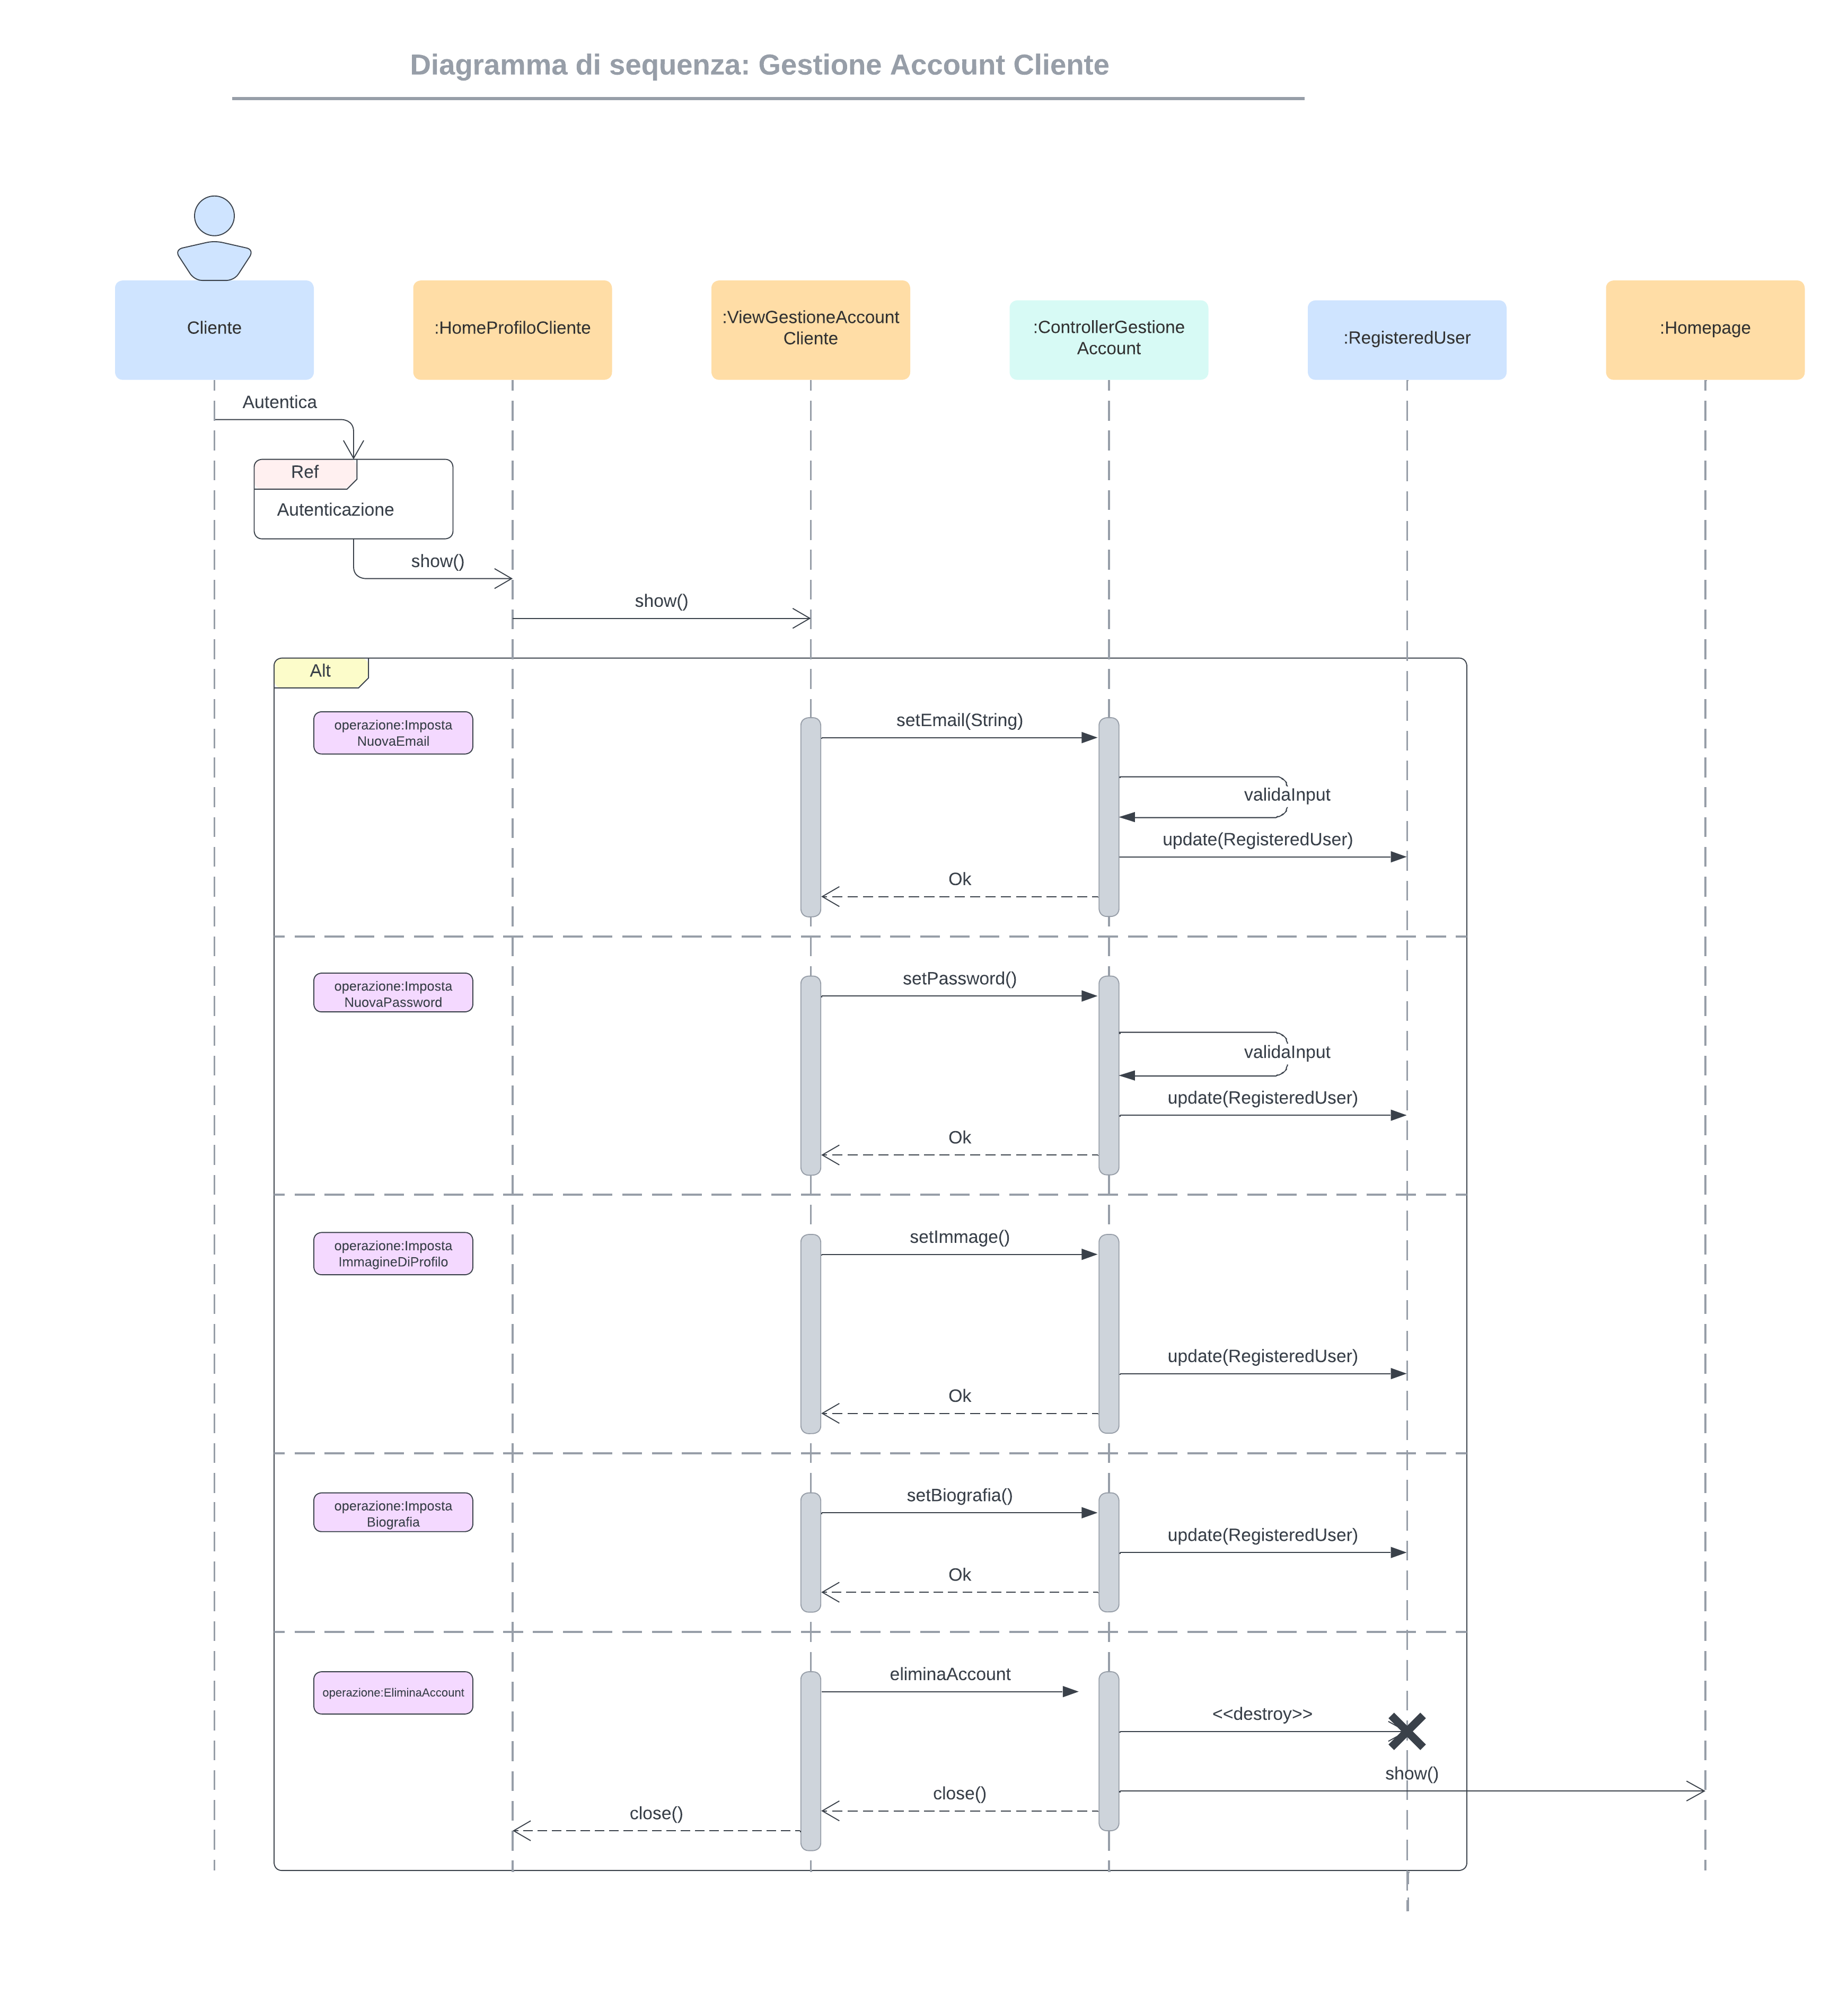 Diagramma di sequenza: Gestione Account Cliente
Cliente
:HomeProfiloCliente
:ViewGestioneAccount
Cliente
:ControllerGestione
Account
:RegisteredUser
:Homepage
Autentica
Ref
Autenticazione
show()
show()
Alt
operazione:Imposta
NuovaEmail
setEmail(String)
validaInput
update(RegisteredUser)
Ok
operazione:Imposta
NuovaPassword
setPassword()
validaInput
update(RegisteredUser)
Ok
operazione:Imposta
ImmagineDiProfilo
setImmage()
update(RegisteredUser)
Ok
operazione:Imposta
Biografia
setBiografia()
update(RegisteredUser)
Ok
operazione:EliminaAccount
eliminaAccount
<<destroy>>
show()
close()
close()